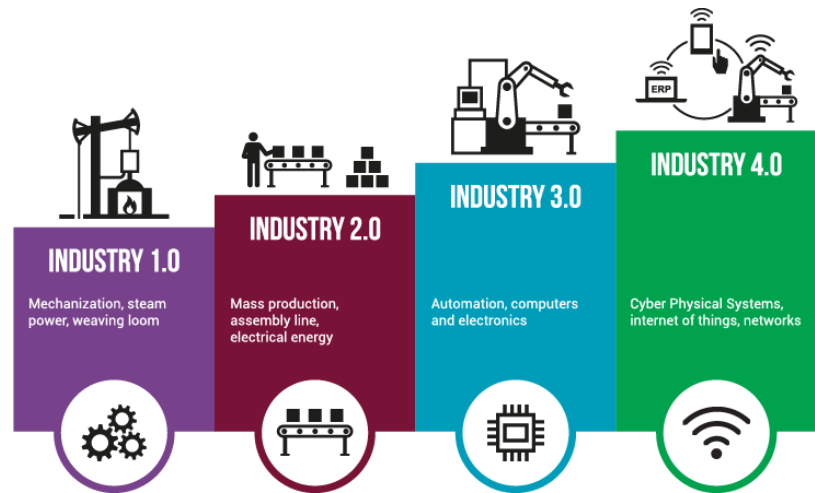 ERP
INDUSTRY 1.0
Mechanization, steam
power, weaving loom
INDUSTRY 2.0
Mass production,
assembly line,
electrical energy
INDUSTRY 3.0
Automation, computers
and electronics
INDUSTRY 4.0
Cyber Physical Systems,
internet of things, networks